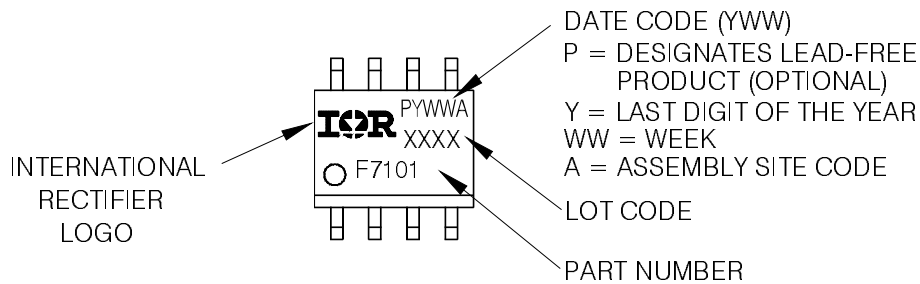 DATE CODE (YWW)
P = DESIGNATES LEAD-FREE
PRODUCT (OPTIONAL)
Y = LAST DIGIT OF THE YEAR
WW = WEEK
A = ASSEMBLY SITE CODE
LOT CODE
PART NUMBER
INTERNATIONAL
RECTIFIER
LOGO
PYWWA
IOR
XXXX
F7101